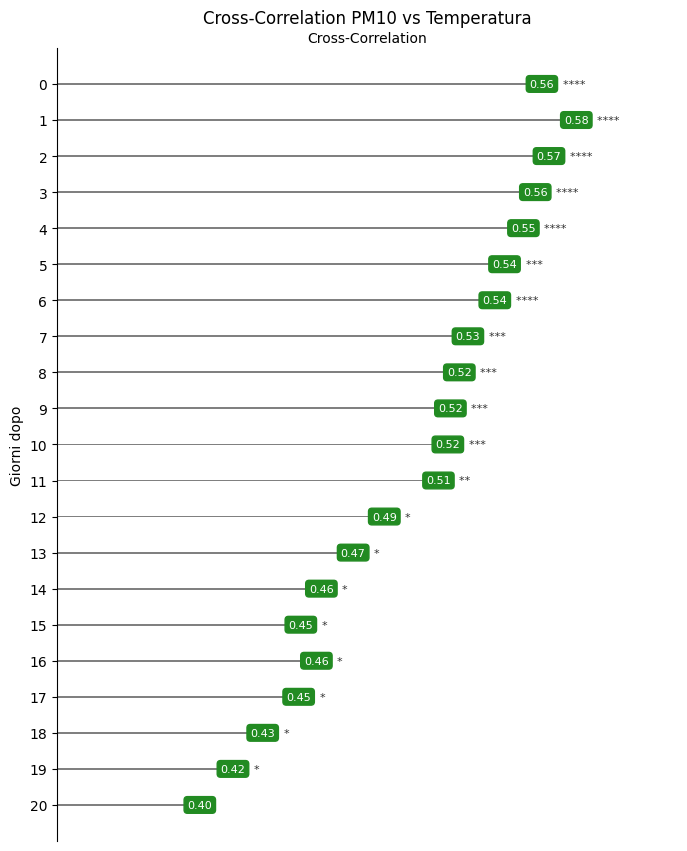 Cross-Correlation PM10 vs Temperatura
Cross-Correlation
Giorni dopo
0 0.56 ****
1 0.58 ****
2 0.57 ****
3 0.56 ****
4 0.55 ****
5 0.54 ***
6 0.54 ****
7 0.53 ***
8 0.52 ***
9 0.52 ***
10 0.52 ***
11 0.51 **
12 0.49 *
13 0.47 *
14 0.46 *
15 0.45 *
16 0.46 *
17 0.45 *
18 0.43 *
19 0.42 *
20 0.40